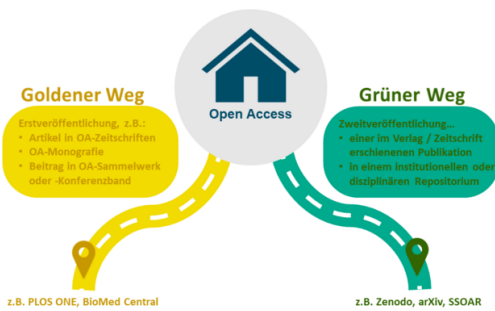 Open Access
Goldener Weg
Erstveröffentlichung, z.B.:
• Artikel in OA-Zeitschriften
• OA-Monografie
• Beitrag in OA-Sammelwerk
oder -Konferenzband
z.B. PLOS ONE, BioMed Central
Grüner Weg
Zweitveröffentlichung...
• einer im Verlag / Zeitschrift
erschienenen Publikation
• in einem institutionellen oder
disziplinären Repositorium
z.B. Zenodo, arXiv, SSOAR